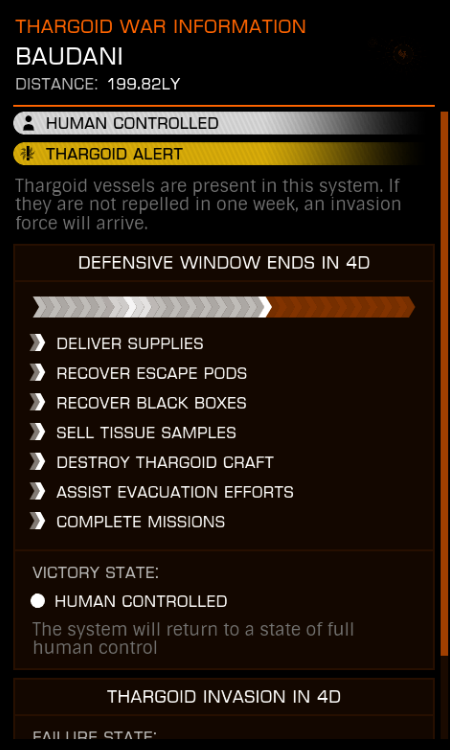 THARGOID WAR INFORMATION
BAUDANI
DISTANCE: 199.82LY
HUMAN CONTROLLED
THARGOID ALERT
Thargoid vessels are present in this system. If
they are not repelled in one week, an invasion
force will arrive.
DEFENSIVE WINDOW ENDS IN 4D
DELIVER SUPPLIES
RECOVER ESCAPE PODS
RECOVER BLACK BOXES
SELL TISSUE SAMPLES
DESTROY THARGOID CRAFT
ASSIST EVACUATION EFFORTS
COMPLETE MISSIONS
VICTORY STATE:
HUMAN CONTROLLED
The system will return to a state of full
human control
THARGOID INVASION IN 4D
FAILURE STATE: